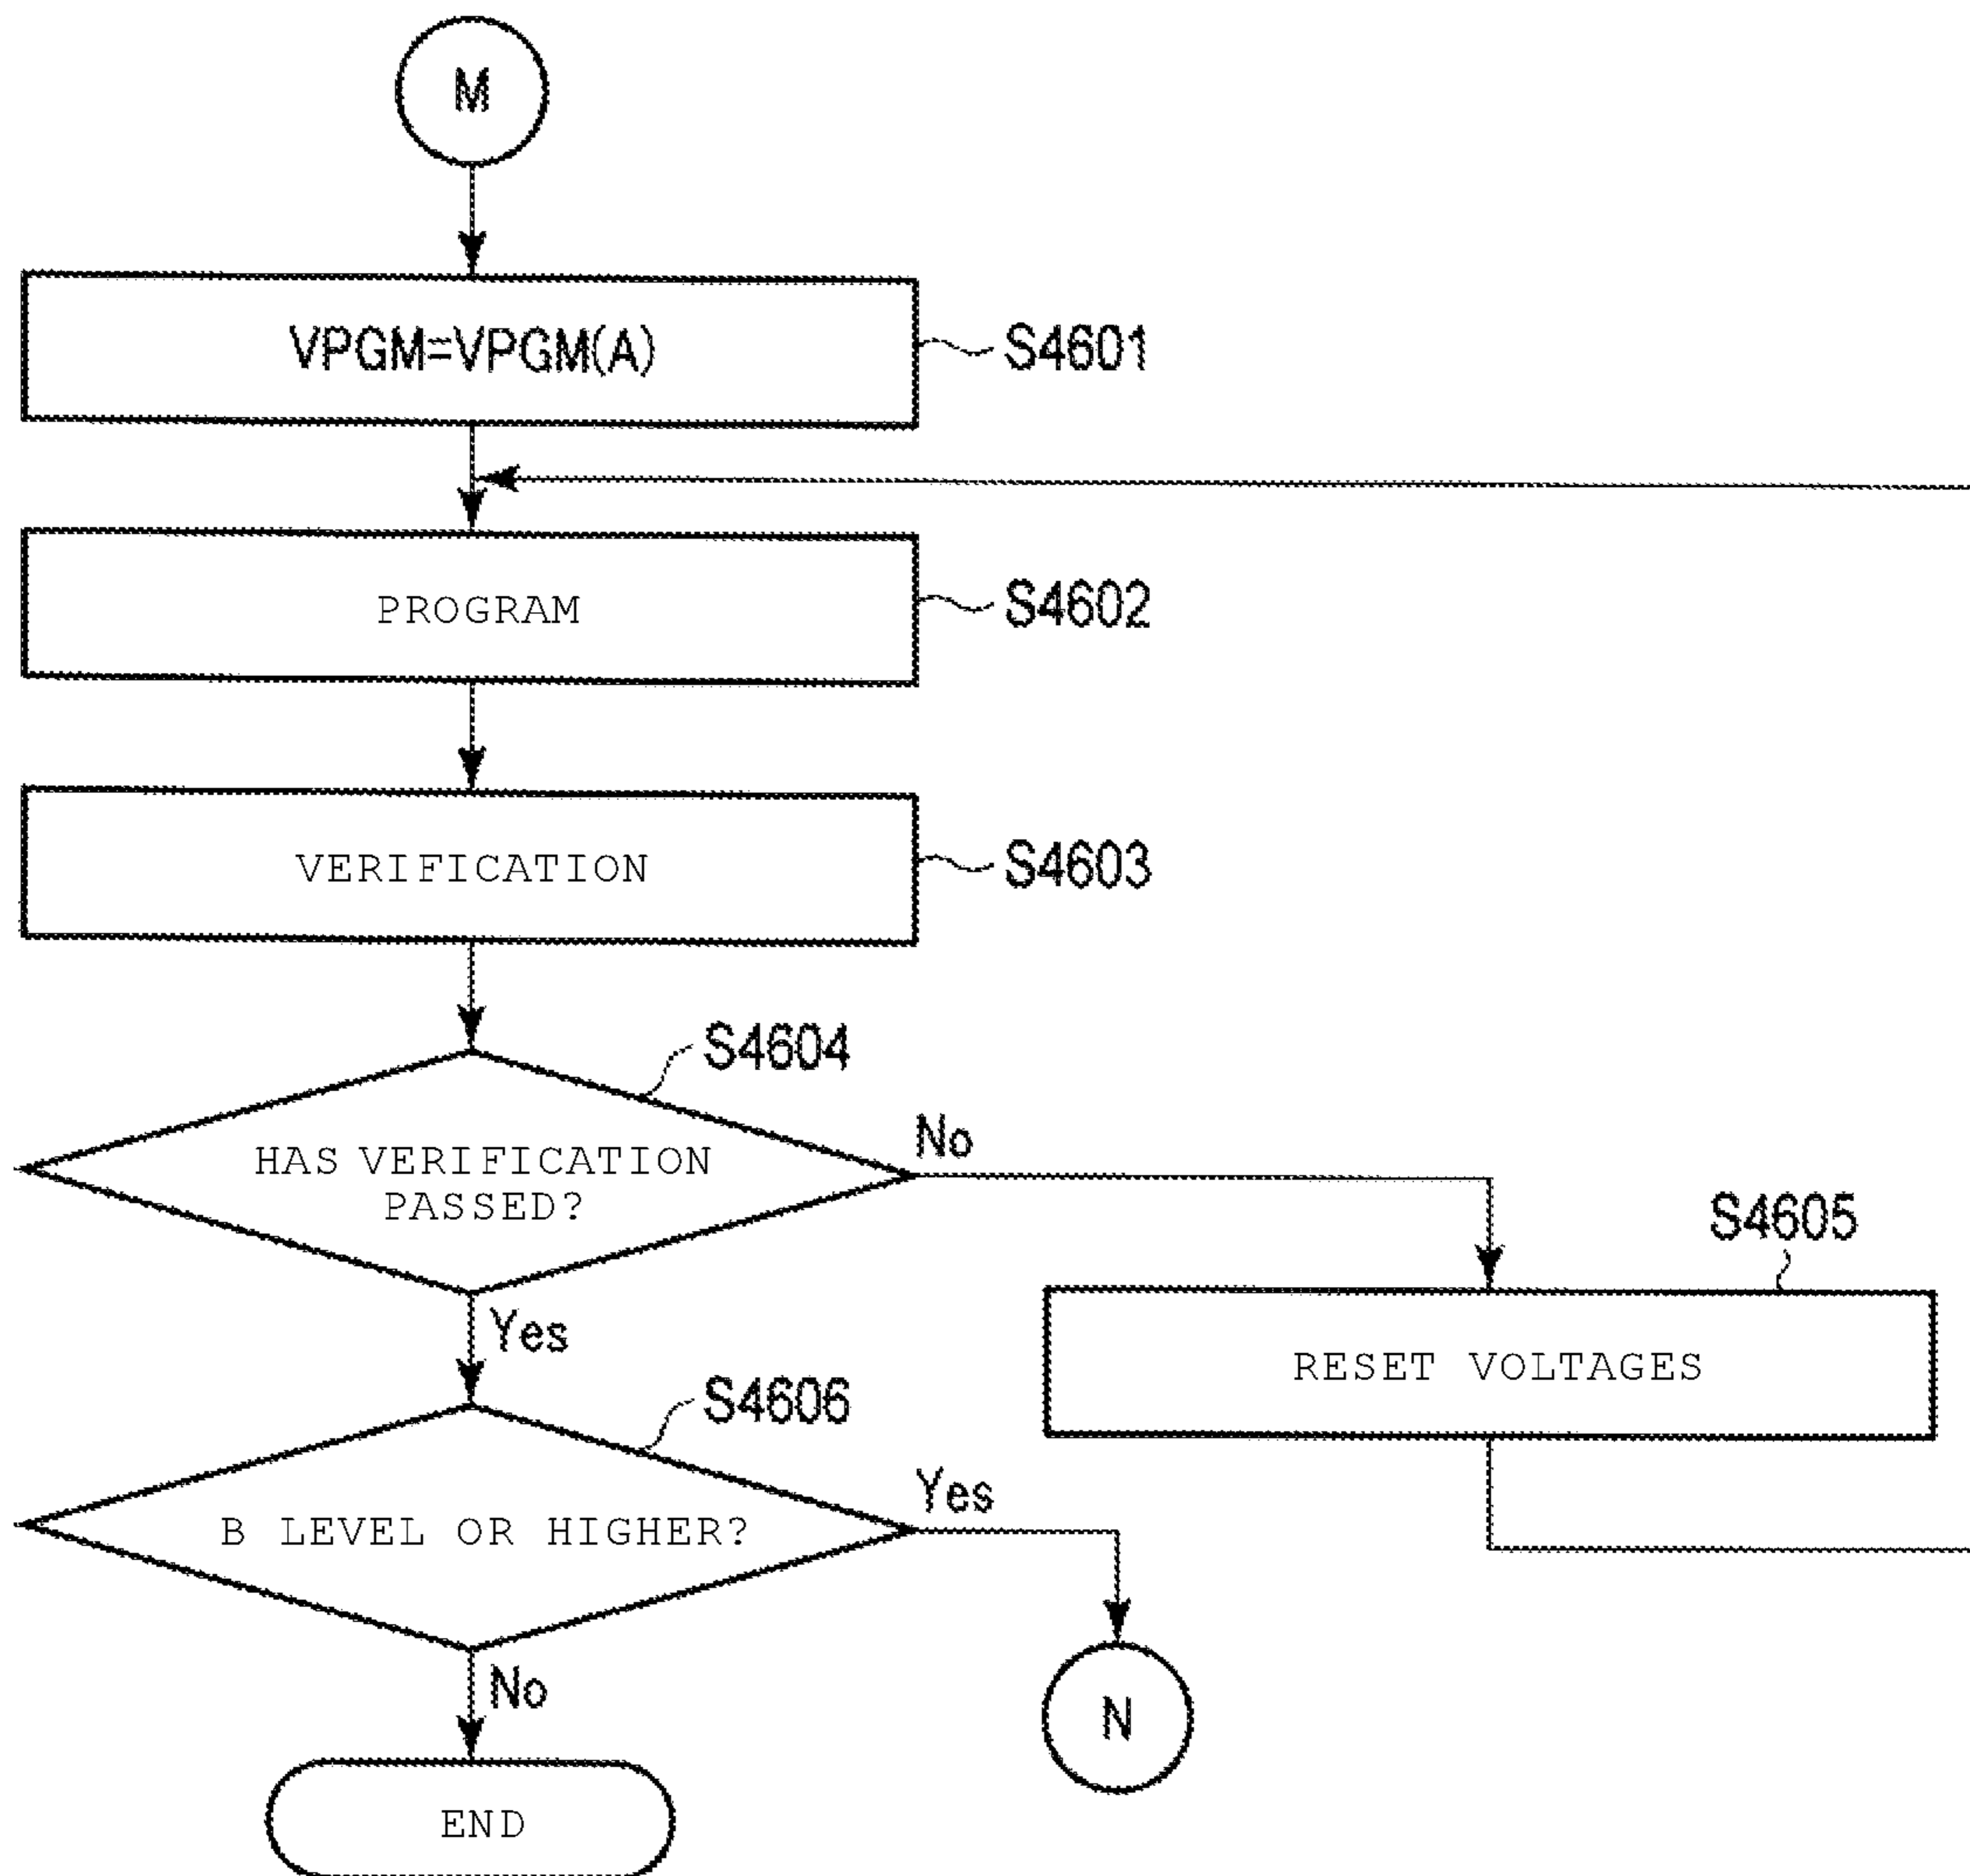 M
VPGM=VPGM(A)
S4601
PROGRAM
S4602
VERIFICATION
S4603
S4604
HAS VERIFICATION
PASSED?
No
Yes
S4605
RESET VOLTAGES
S4606
B LEVEL OR HIGHER?
Yes
No
N
END